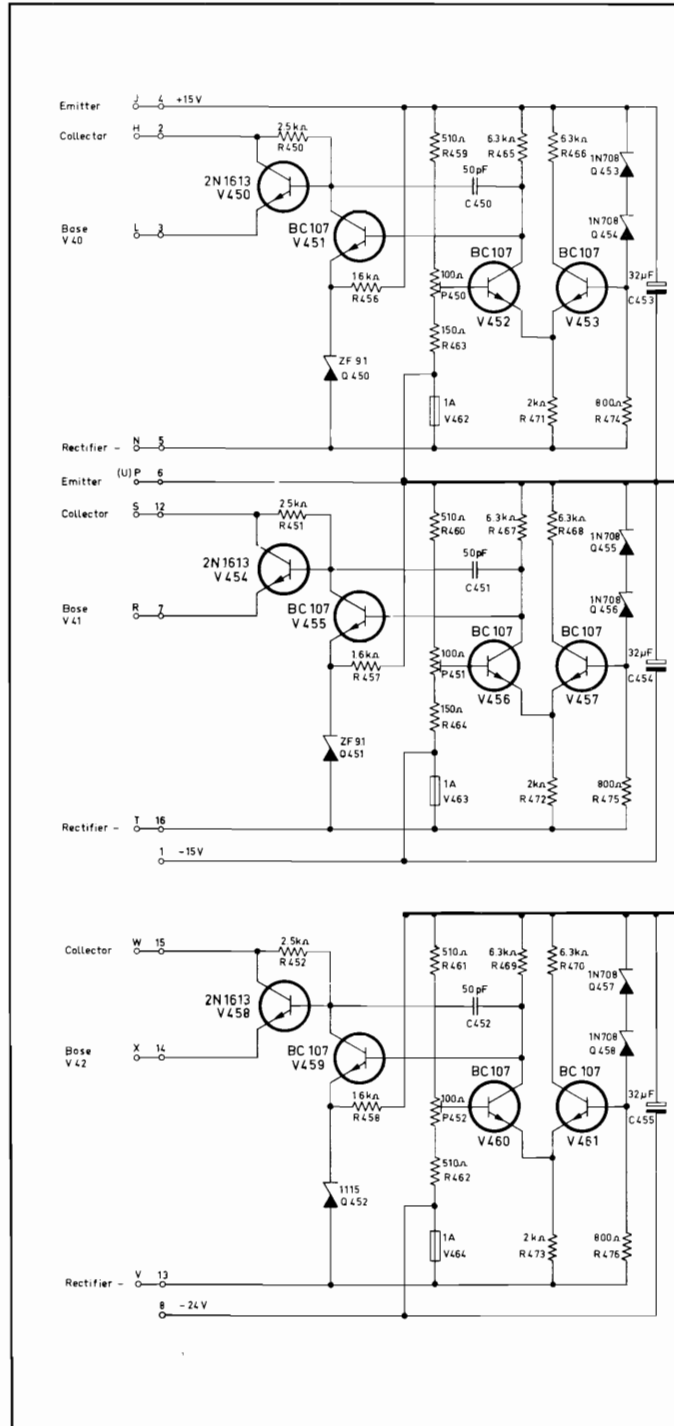 Emitter J 4 +15V
Collector H 2
2.5kΩ
R450
510Ω
R459
6.3kΩ
R465
6.3kΩ
R466
1N708
Q453
2N1613
V450
50pF
C450
BC107
V451
Base
V40
L 3
1N708
Q454
16kΩ
R456
100Ω
P450
BC107
V452
BC107
V453
32µF
C453
150Ω
R463
ZF 9.1
Q450
1A
V462
2kΩ
R471
800Ω
R474
Rectifier - N 5
Emitter (U) P 6
Collector S 12
2.5kΩ
R451
510Ω
R460
6.3kΩ
R467
6.3kΩ
R468
1N708
Q455
2N1613
V454
50pF
C451
BC107
V455
Base
V41
R 7
1N708
Q456
1.6kΩ
R457
100Ω
P451
BC107
V456
BC107
V457
32µF
C454
150Ω
R464
ZF 9.1
Q451
1A
V463
2kΩ
R472
800Ω
R475
Rectifier - T 16
1 -15V
Collector W 15
2.5kΩ
R452
510Ω
R461
6.3kΩ
R469
6.3kΩ
R470
1N708
Q457
2N1613
V458
50pF
C452
BC107
V459
Base
V42
X 14
1N708
Q458
16kΩ
R458
100Ω
P452
BC107
V460
BC107
V461
32µF
C455
510Ω
R462
1115
Q452
1A
V464
2kΩ
R473
800Ω
R476
Rectifier - V 13
8 -24V